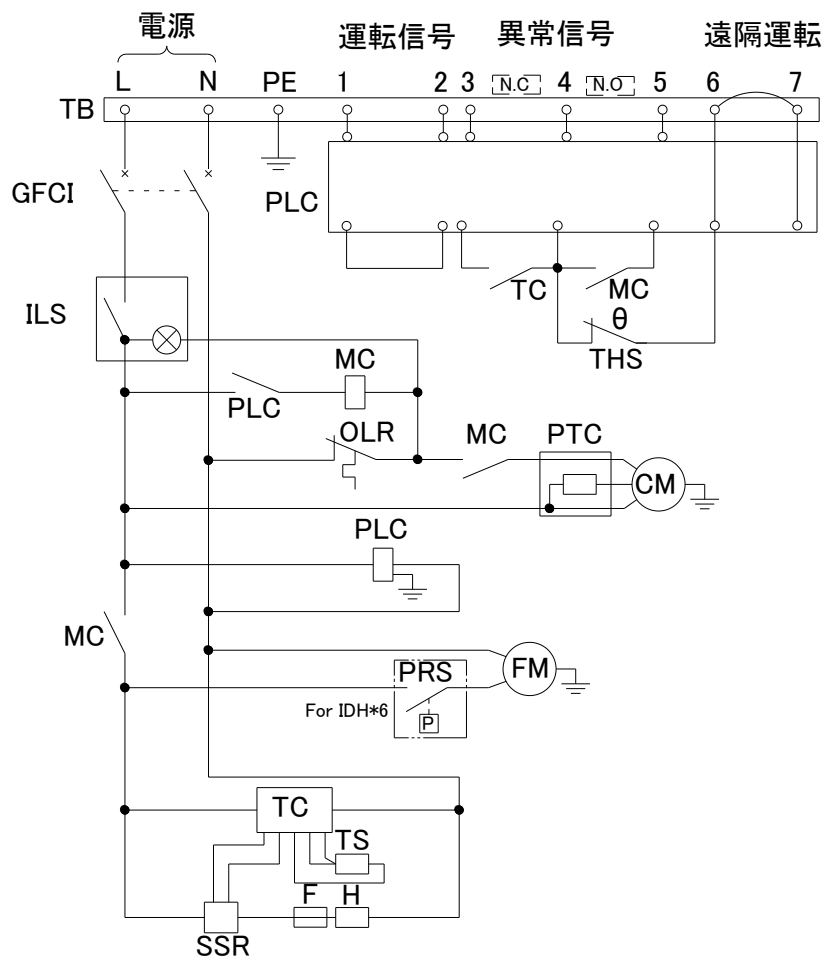 電源
運転信号
異常信号
遠隔運転
L N PE 1 2 3 N.C 4 N.O 5 6 7
TB
GFCI
PLC
TC
MC
θ
THS
ILS
MC
PLC
OLR
MC
PTC
CM
PLC
MC
PRS
FM
For IDH*6
P
TC
TS
F H
SSR